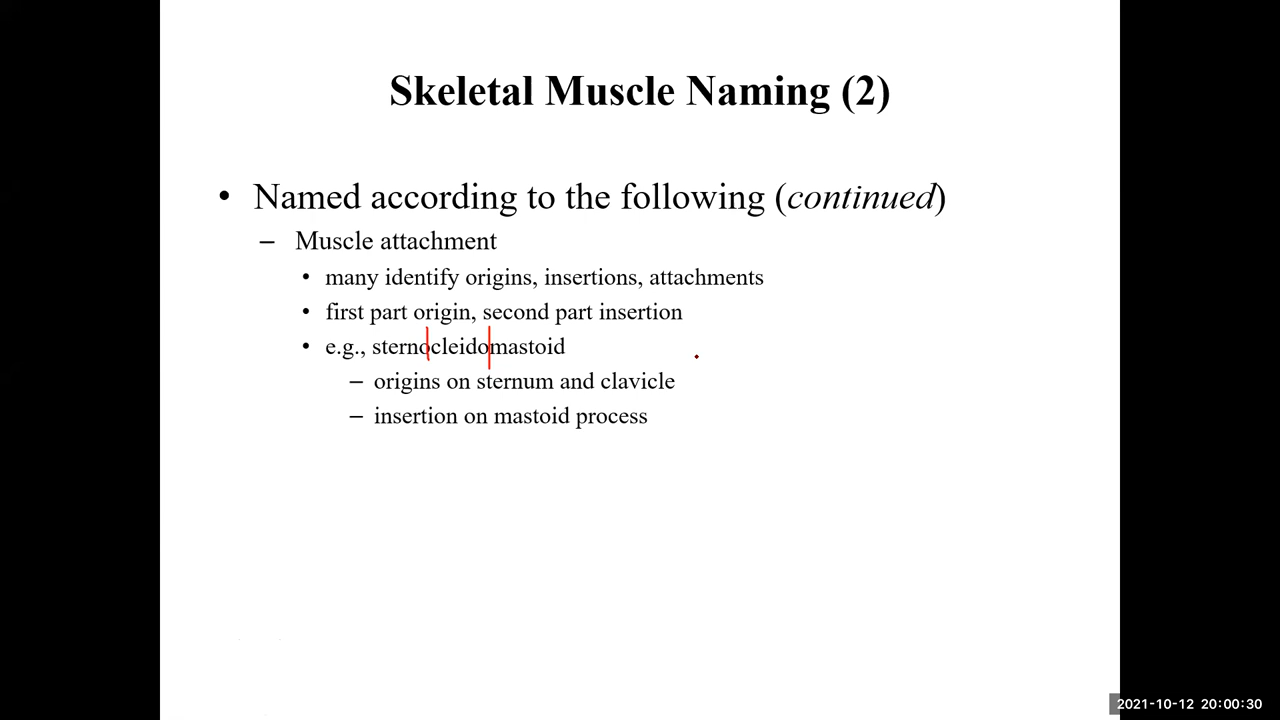 Skeletal Muscle Naming (2)
• Named according to the following (continued)
– Muscle attachment
• many identify origins, insertions, attachments
• first part origin, second part insertion
• e.g., sternocleidomastoid
– origins on sternum and clavicle
– insertion on mastoid process
2021-10-12 20:00:30